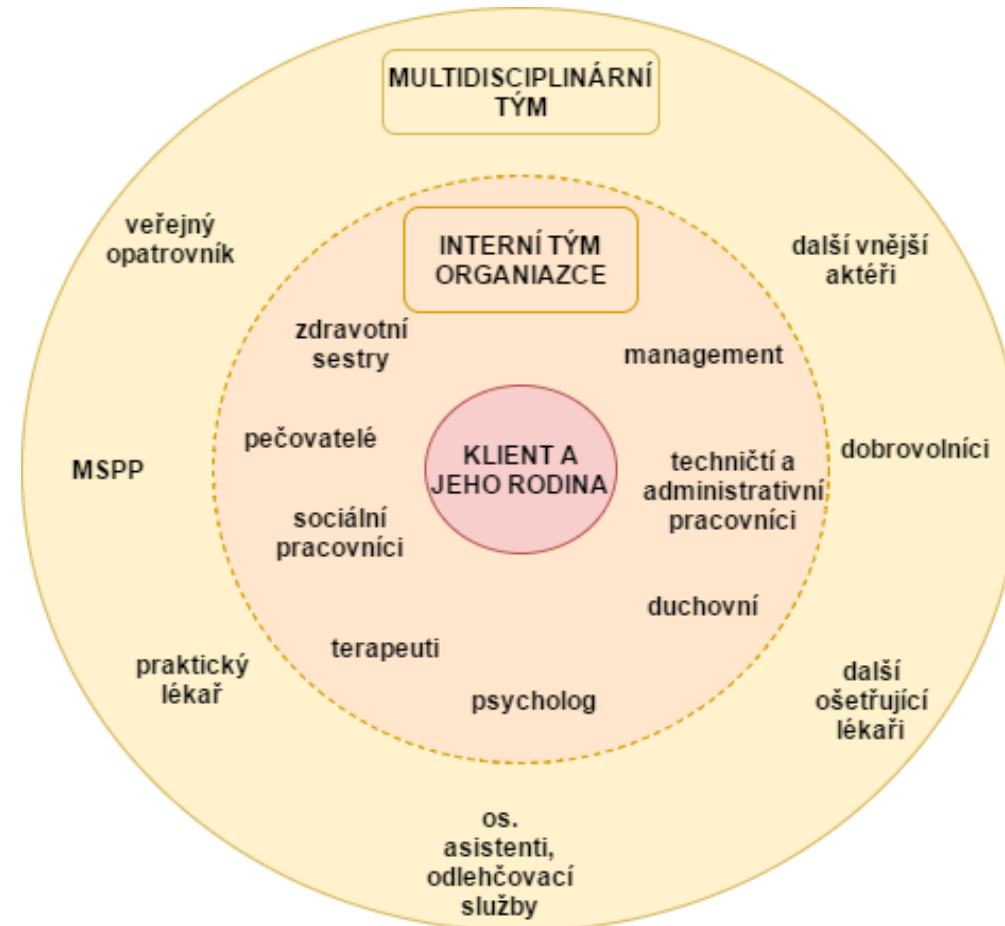 MULTIDISCIPLINÁRNÍ
TÝM
veřejný
opatrovník
další vnější
aktéři
INTERNÍ TÝM
ORGANIAZCE
zdravotní
sestry
management
pečovatelé
KLIENT A
JEHO RODINA
techničtí a
administrativní
pracovníci
dobrovolníci
MSPP
sociální
pracovníci
duchovní
terapeuti
psycholog
praktický
lékař
další
ošetřující
lékaři
os.
asistenti,
odlehčovací
služby